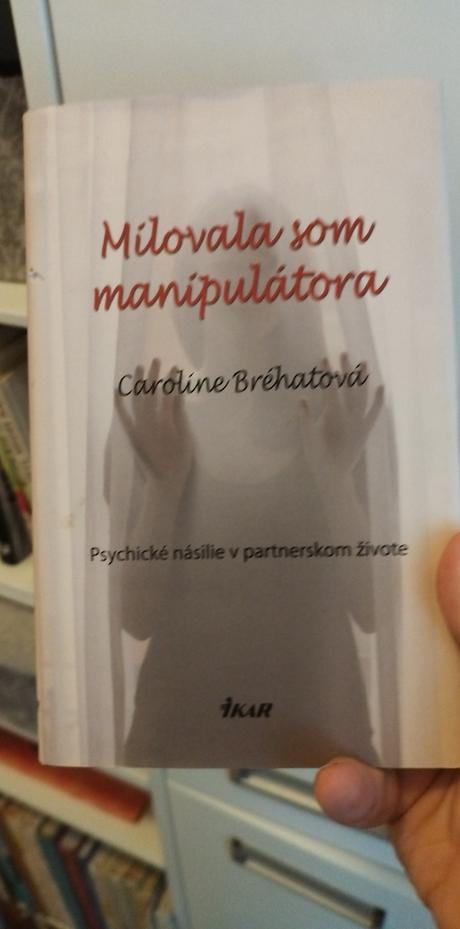 Milovala som
manipulátora
Caroline Bréhatová
Psychické násilie v partnerskom živote
IKAR